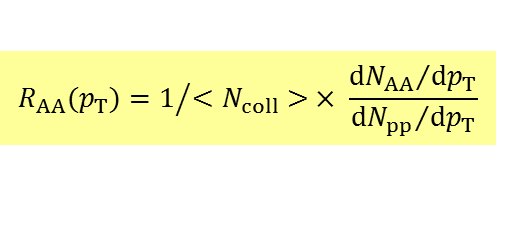 R_AA(p_T) = 1/< N_coll > × (dN_AA/dp_T)/(dN_pp/dp_T)